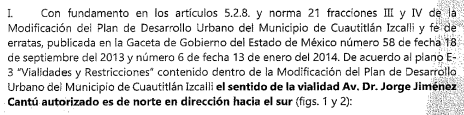 I. Con fundamento en los artículos 5.2.8. y norma 21 fracciones III y IV de la
Modificación del Plan de Desarrollo Urbano del Municipio de Cuautitlán Izcalli y fe de
erratas, publicada en la Gaceta de Gobierno del Estado de México número 58 de fecha 18
de septiembre del 2013 y número 6 de fecha 13 de enero del 2014. De acuerdo al plano E-
3 "Vialidades y Restricciones" contenido dentro de la Modificación del Plan de Desarrollo
Urbano del Municipio de Cuautitlán Izcalli el sentido de la vialidad Av. Dr. Jorge Jiménez
Cantú autorizado es de norte en dirección hacia el sur (figs. 1 y 2):